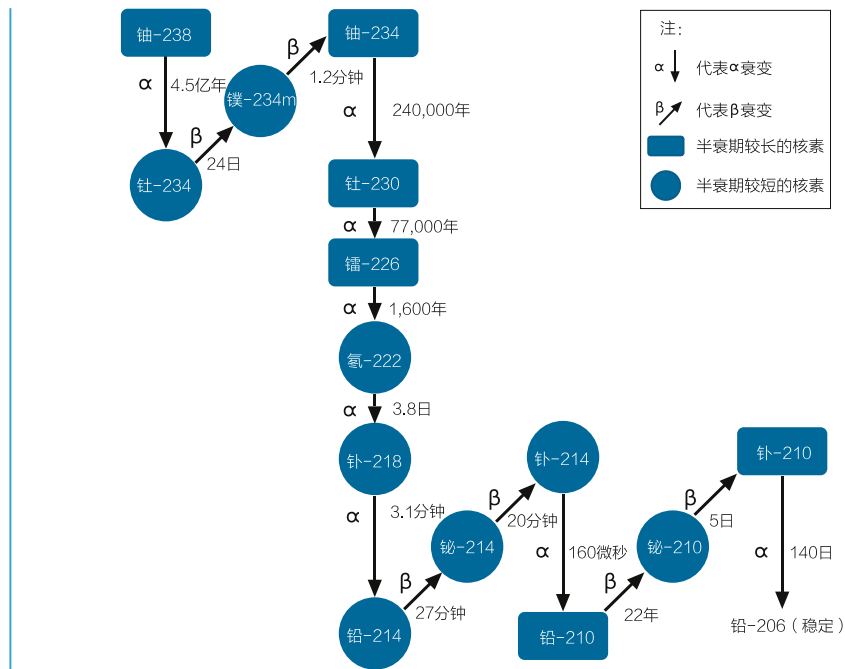 铀-238
α
4.5亿年
钍-234
β
24日
镤-234m
β
1.2分钟
铀-234
α
240,000年
钍-230
α
77,000年
镭-226
α
1,600年
氡-222
α
3.8日
钋-218
α
3.1分钟
铅-214
β
27分钟
铋-214
β
20分钟
钋-214
α
160微秒
铅-210
β
22年
铋-210
β
5日
钋-210
α
140日
铅-206（稳定）
注：
α 代表α衰变
β 代表β衰变
半衰期较长的核素
半衰期较短的核素